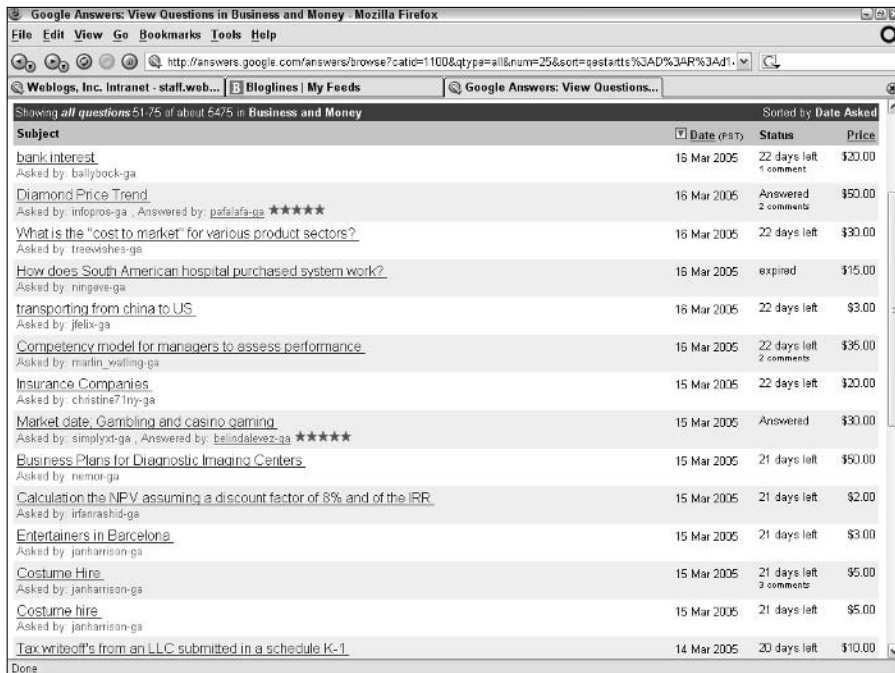 Google Answers: View Questions in Business and Money - Mozilla Firefox
File Edit View Go Bookmarks Tools Help
http://answers.google.com/answers/browse?catid=1100&qtype=all&num=25&sort=qestartts%3AD%3AR%3Ad1
Weblogs, Inc. Intranet - staff.web... Bloglines | My Feeds Google Answers: View Questions...
Showing all questions 51-75 of about 5475 in Business and Money Sorted by Date Asked
Subject Date (PST) Status Price
bank interest 16 Mar 2005 22 days left $20.00
Asked by: ballybock-ga 1 comment
Diamond Price Trend 16 Mar 2005 Answered $50.00
Asked by: infopros-ga , Answered by: pafalafa-ga ★★★★★ 2 comments
What is the "cost to market" for various product sectors? 16 Mar 2005 22 days left $30.00
Asked by: treewishes-ga
How does South American hospital purchased system work? 16 Mar 2005 expired $15.00
Asked by: ningeve-ga
transporting from china to US 16 Mar 2005 22 days left $3.00
Asked by: jfelix-ga
Competency model for managers to assess performance 16 Mar 2005 22 days left $35.00
Asked by: marlin_watling-ga 2 comments
Insurance Companies 15 Mar 2005 22 days left $20.00
Asked by: christine71ny-ga
Market date; Gambling and casino gaming 15 Mar 2005 Answered $30.00
Asked by: simplyxt-ga , Answered by: belindalevez-ga ★★★★★
Business Plans for Diagnostic Imaging Centers 15 Mar 2005 21 days left $50.00
Asked by: nemor-ga
Calculation the NPV assuming a discount factor of 8% and of the IRR 15 Mar 2005 21 days left $2.00
Asked by: irfanrashid-ga
Entertainers in Barcelona 15 Mar 2005 21 days left $3.00
Asked by: janharrison-ga
Costume Hire 15 Mar 2005 21 days left $5.00
Asked by: janharrison-ga 3 comments
Costume hire 15 Mar 2005 21 days left $5.00
Asked by: janharrison-ga
Tax writeoff's from an LLC submitted in a schedule K-1 14 Mar 2005 20 days left $10.00
Done